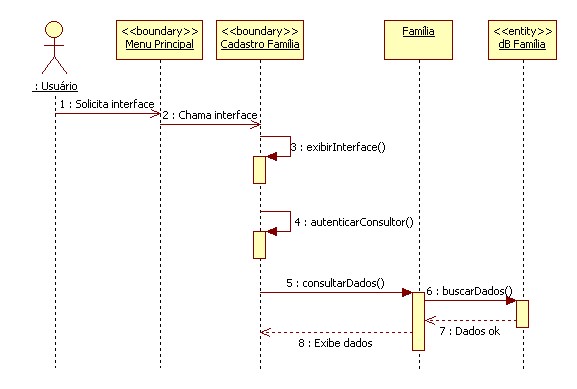 <<boundary>>
Menu Principal
<<boundary>>
Cadastro Família
Família
<<entity>>
dB Família
: Usuário
1 : Solicita interface
2 : Chama interface
3 : exibirInterface()
4 : autenticarConsultor()
5 : consultarDados()
6 : buscarDados()
7 : Dados ok
8 : Exibe dados